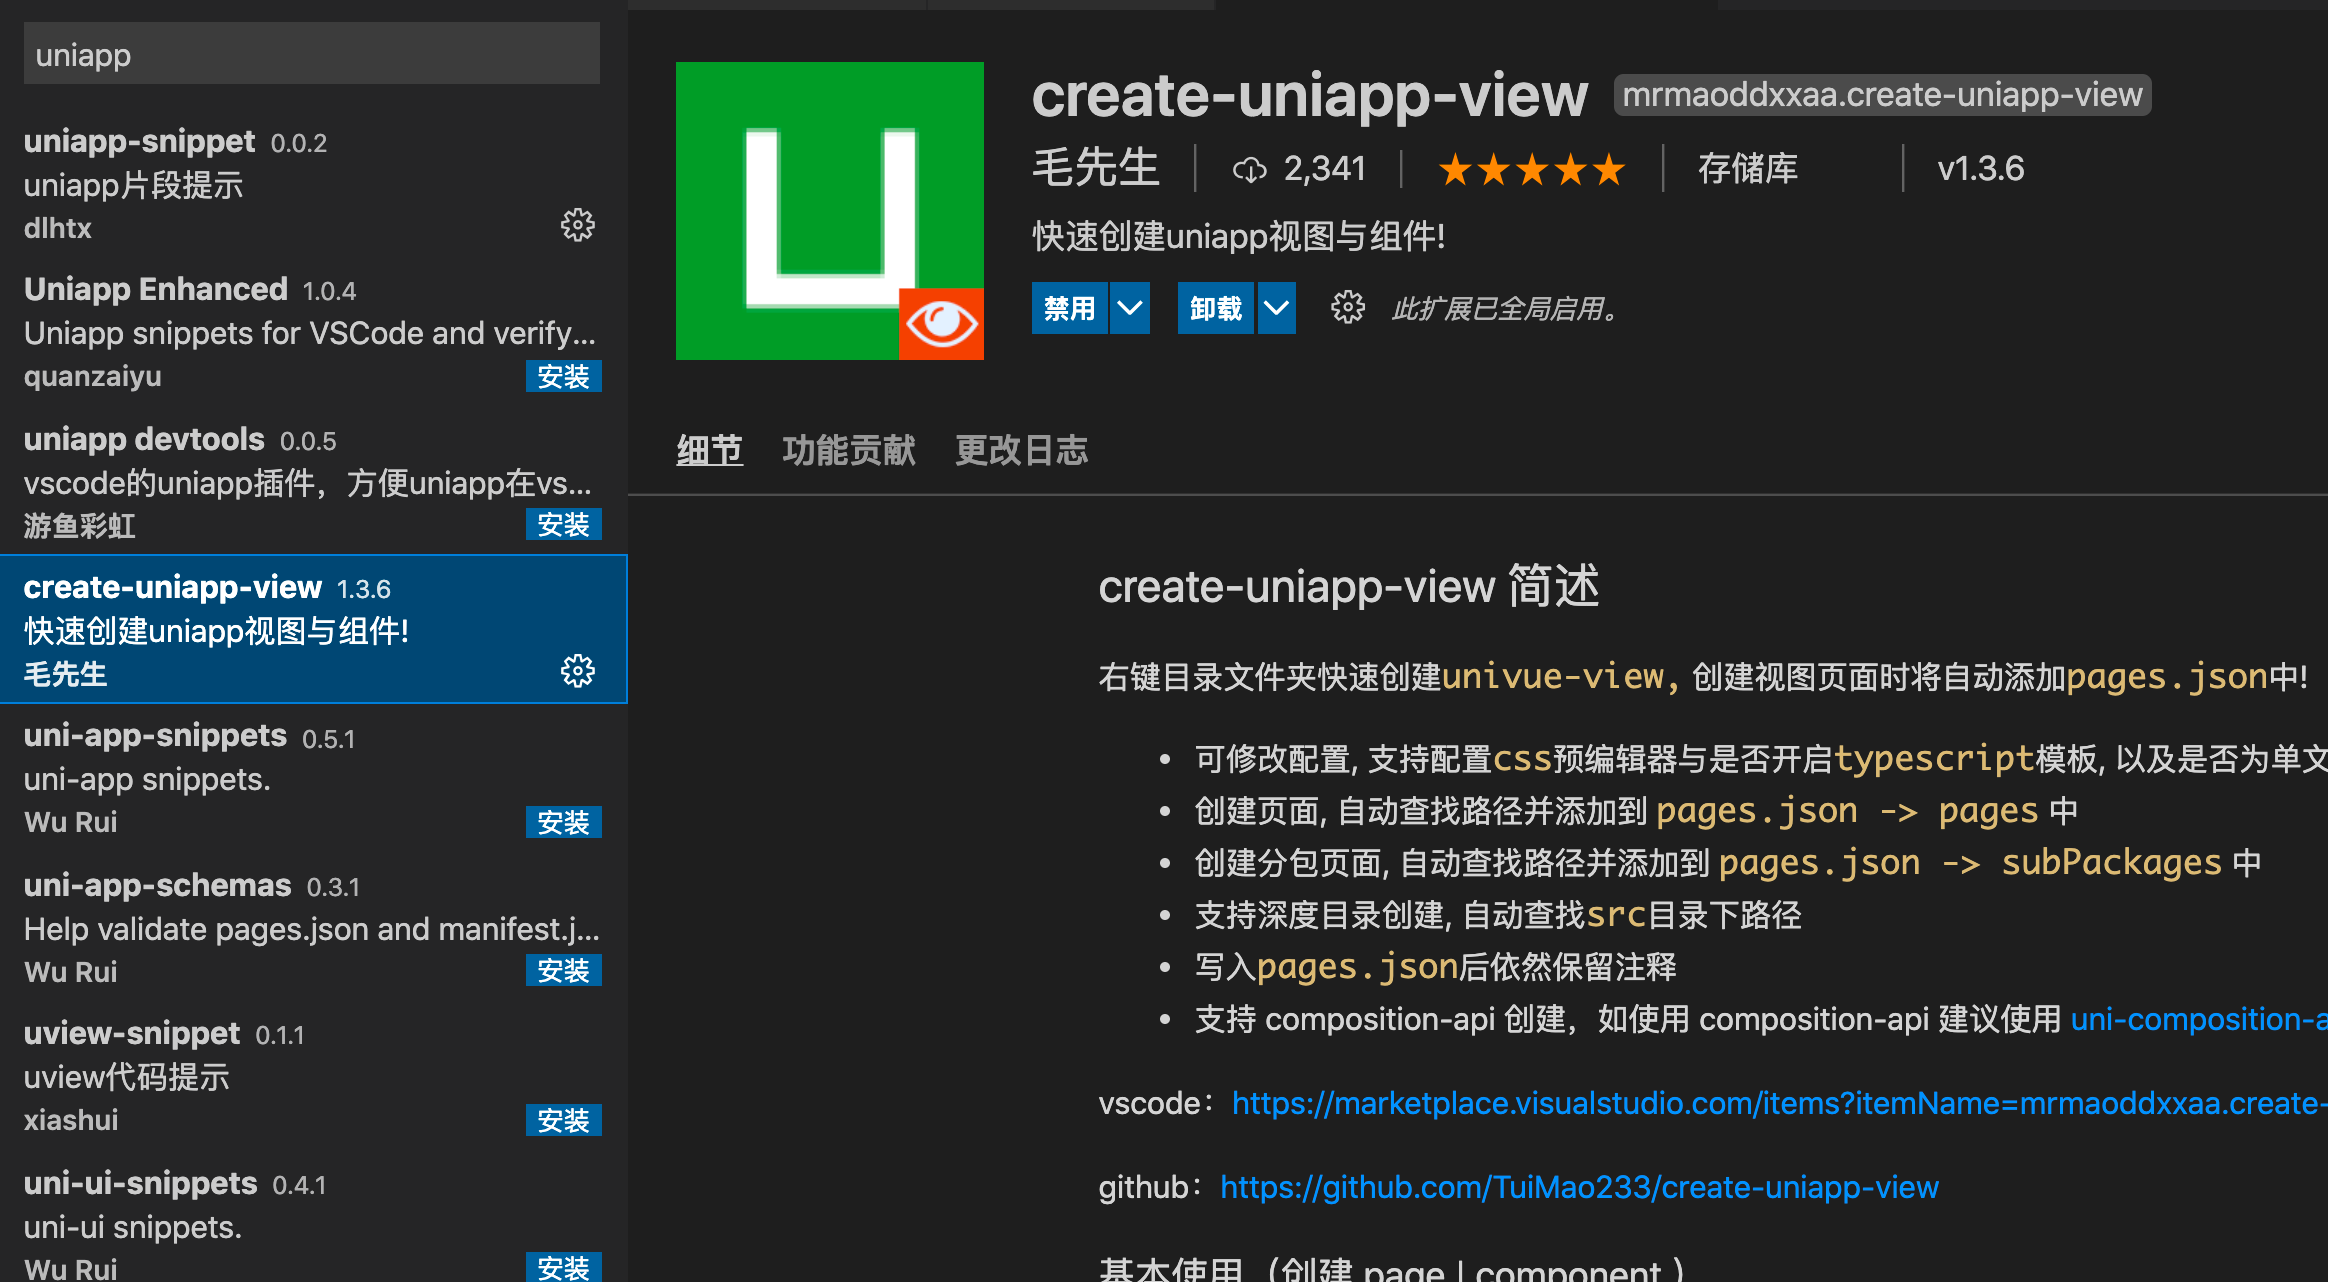 uniapp
uniapp-snippet 0.0.2
uniapp片段提示
dlhtx
Uniapp Enhanced 1.0.4
Uniapp snippets for VSCode and verify...
quanzaiyu
安装
uniapp devtools 0.0.5
vscode的uniapp插件，方便uniapp在vs...
游鱼彩虹
安装
create-uniapp-view 1.3.6
快速创建uniapp视图与组件!
毛先生
uni-app-snippets 0.5.1
uni-app snippets.
Wu Rui
安装
uni-app-schemas 0.3.1
Help validate pages.json and manifest.j...
Wu Rui
安装
uview-snippet 0.1.1
uview代码提示
xiashui
安装
uni-ui-snippets 0.4.1
uni-ui snippets.
Wu Rui
安装
create-uniapp-view mrmaoddxxaa.create-uniapp-view
毛先生 2,341 ★★★★★ 存储库 v1.3.6
快速创建uniapp视图与组件!
禁用 卸载 此扩展已全局启用。
细节 功能贡献 更改日志
create-uniapp-view 简述
右键目录文件夹快速创建univue-view, 创建视图页面时将自动添加pages.json中!
• 可修改配置, 支持配置css预编辑器与是否开启typescript模板, 以及是否为单文
• 创建页面, 自动查找路径并添加到 pages.json -> pages 中
• 创建分包页面, 自动查找路径并添加到 pages.json -> subPackages 中
• 支持深度目录创建, 自动查找src目录下路径
• 写入pages.json后依然保留注释
• 支持 composition-api 创建，如使用 composition-api 建议使用 uni-composition-a
vscode：https://marketplace.visualstudio.com/items?itemName=mrmaoddxxaa.create-
github：https://github.com/TuiMao233/create-uniapp-view
基本使用（创建 page | component ）